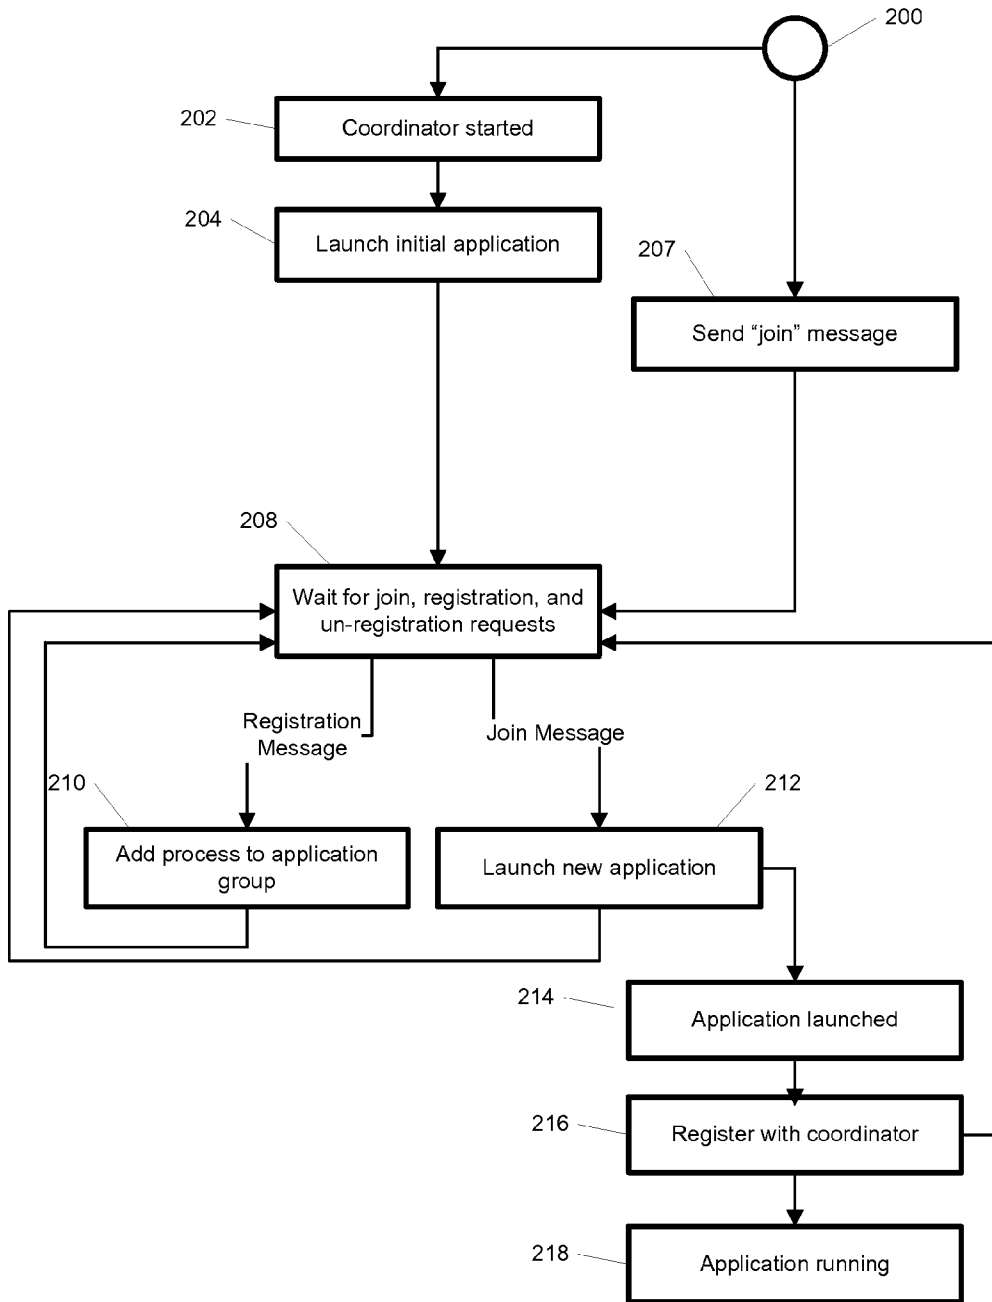 200
202
Coordinator started
204
Launch initial application
207
Send “join” message
208
Wait for join, registration, and
un-registration requests
Registration
Message
Join Message
210
212
Add process to application
group
Launch new application
214
Application launched
216
Register with coordinator
218
Application running